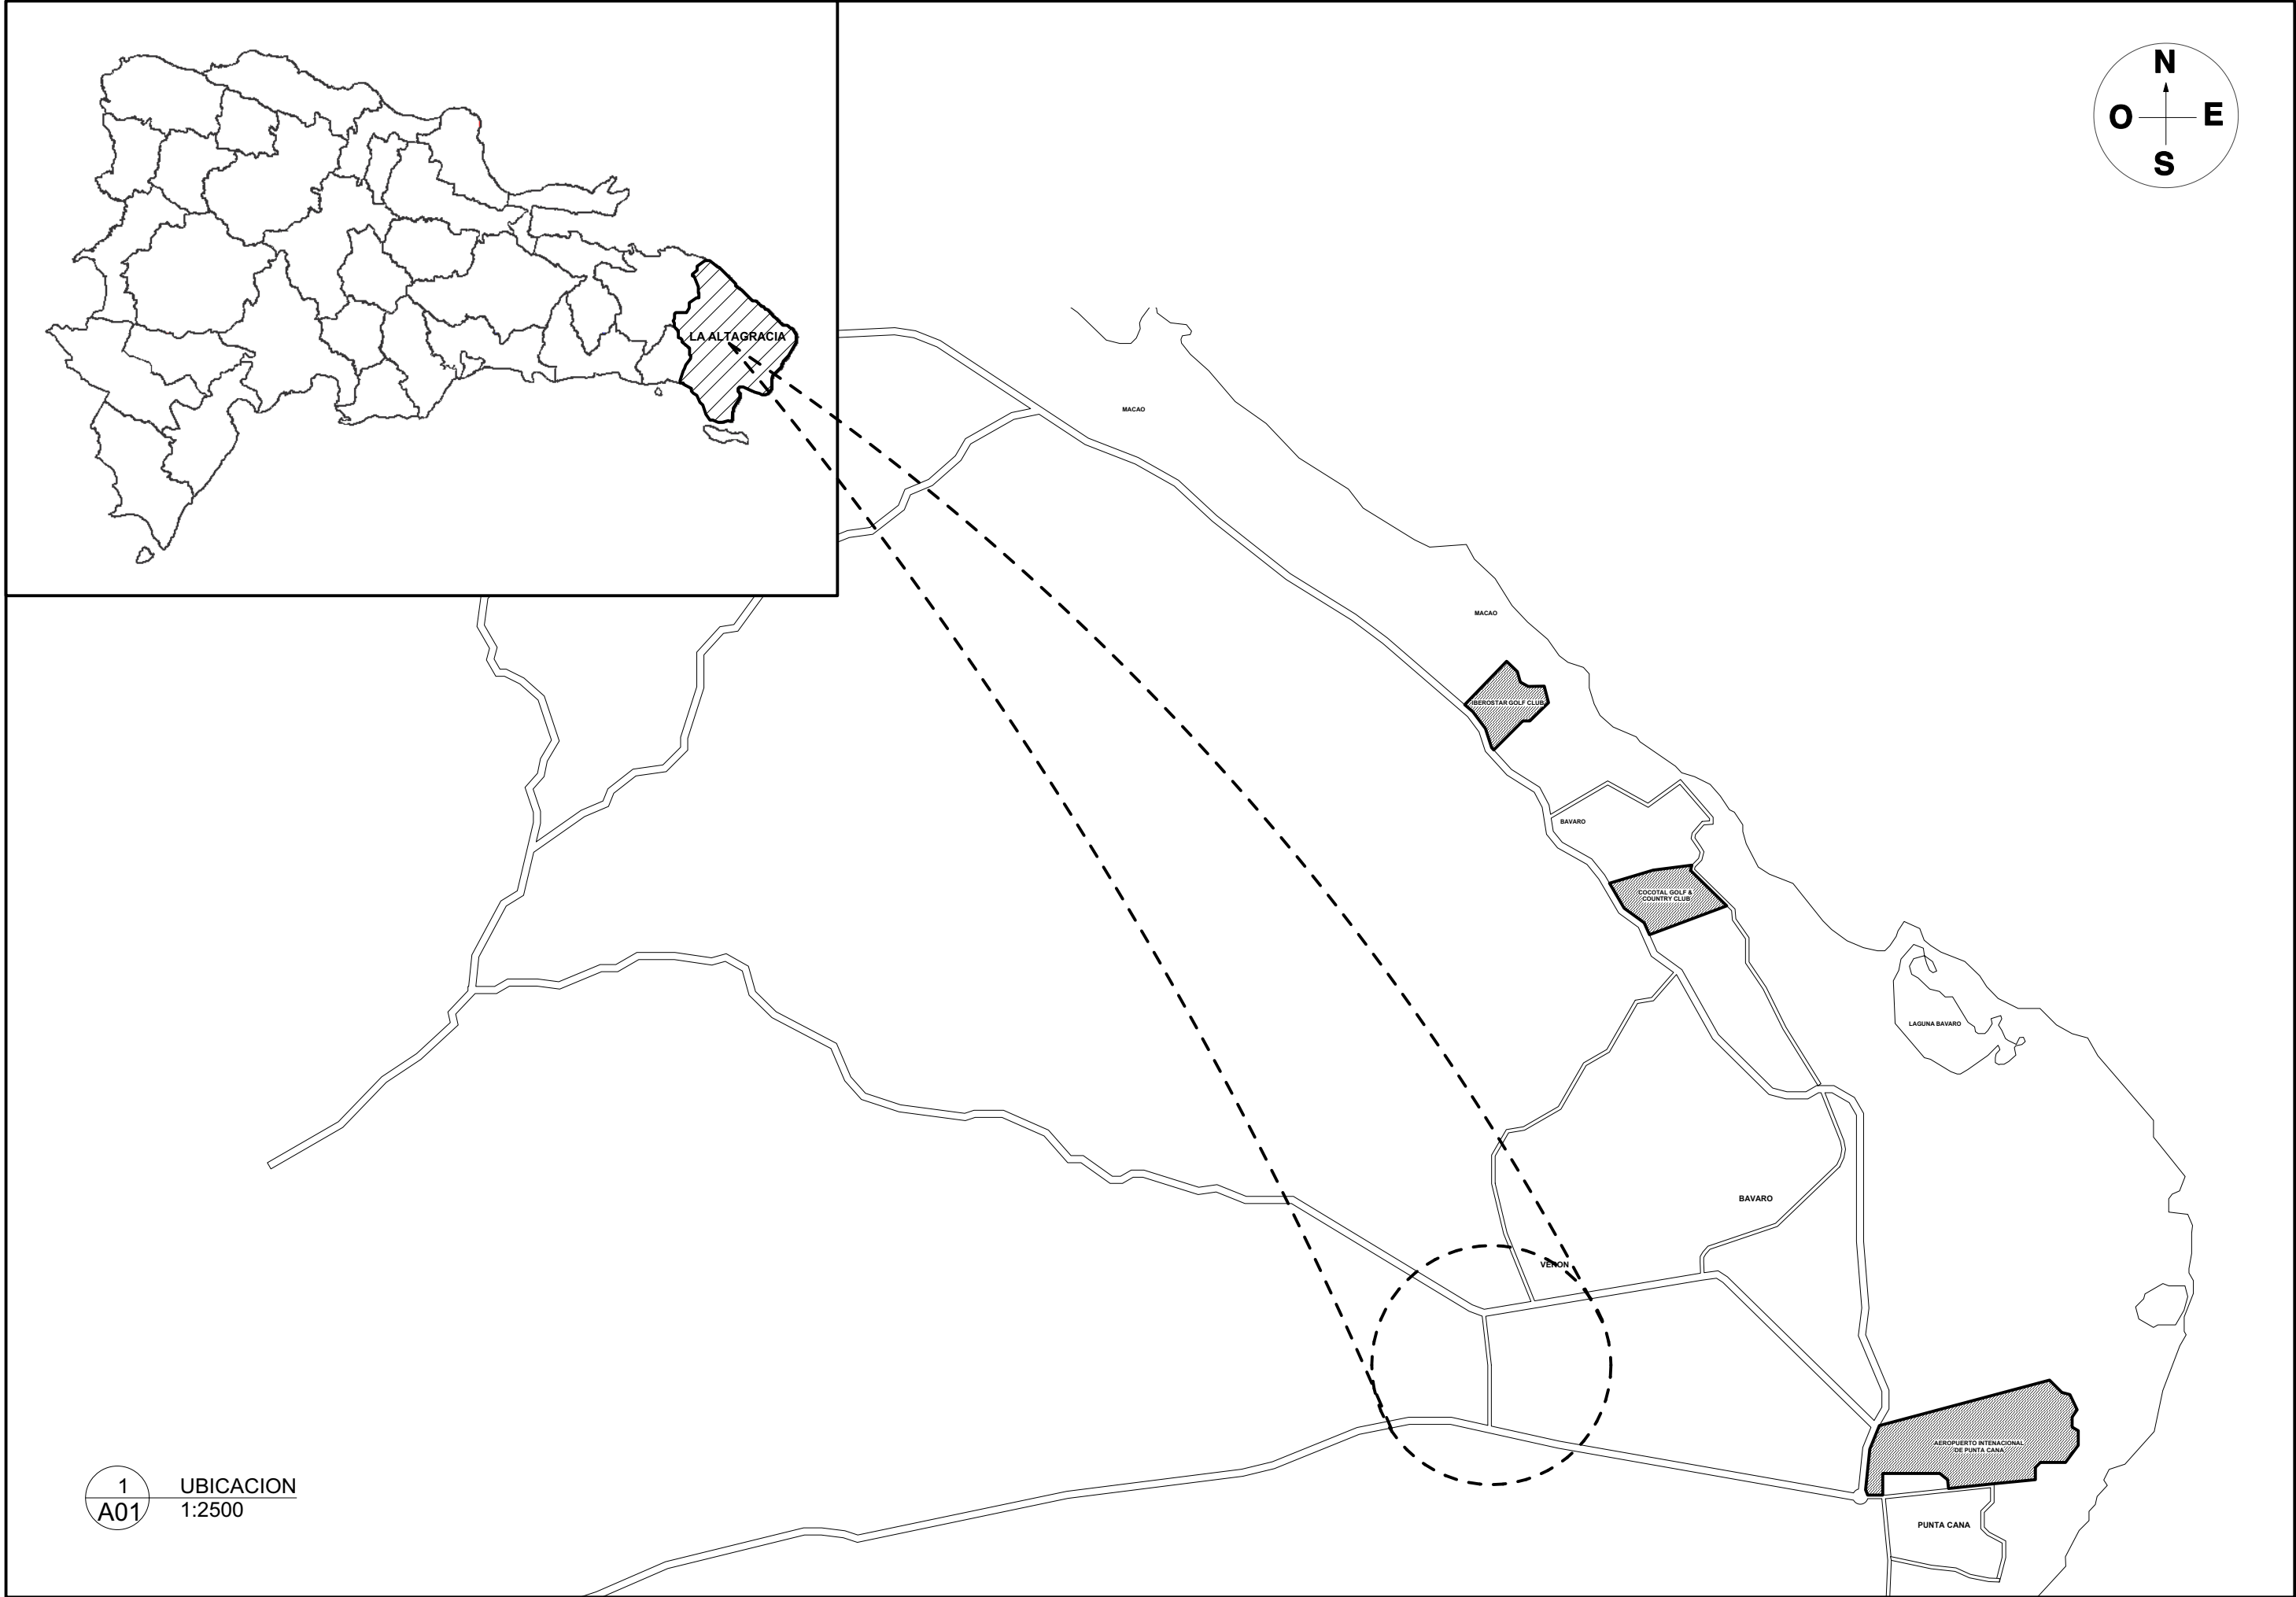 N
O E
S
LA ALTAGRACIA
MACAO
MACAO
IBEROSTAR GOLF CLUB
BAVARO
COCOTAL GOLF &
COUNTRY CLUB
LAGUNA BAVARO
BAVARO
VERON
AEROPUERTO INTENACIONAL
DE PUNTA CANA
PUNTA CANA
1
A01
UBICACION
1:2500